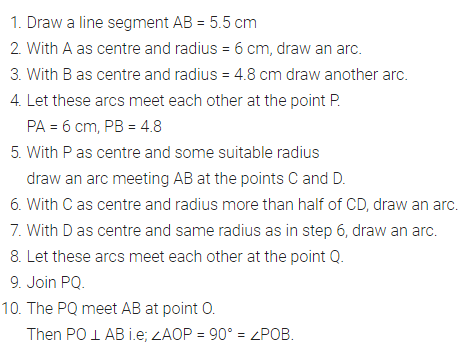 1. Draw a line segment AB = 5.5 cm
2. With A as centre and radius = 6 cm, draw an arc.
3. With B as centre and radius = 4.8 cm draw another arc.
4. Let these arcs meet each other at the point P.
PA = 6 cm, PB = 4.8
5. With P as centre and some suitable radius
draw an arc meeting AB at the points C and D.
6. With C as centre and radius more than half of CD, draw an arc.
7. With D as centre and same radius as in step 6, draw an arc.
8. Let these arcs meet each other at the point Q.
9. Join PQ.
10. The PQ meet AB at point O.
Then PO ⊥ AB i.e; ∠AOP = 90° = ∠POB.